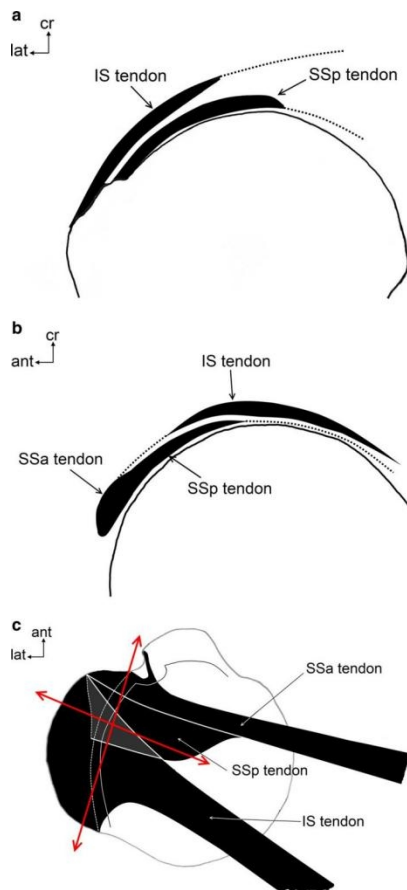 a
cr
lat
IS tendon
SSp tendon
b
cr
ant
IS tendon
SSa tendon
SSp tendon
c
ant
lat
SSa tendon
SSp tendon
IS tendon